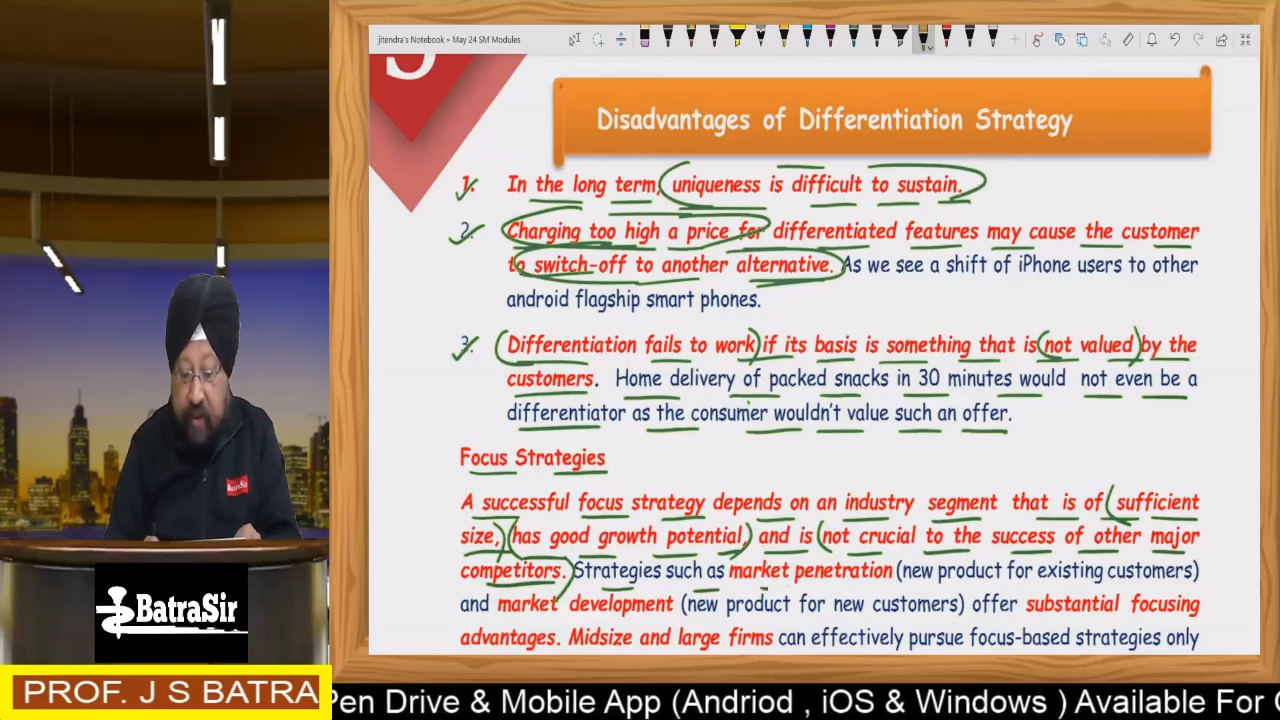 jitendra's Notebook » May 24 SM Modules
Disadvantages of Differentiation Strategy
1. In the long term, uniqueness is difficult to sustain.
2. Charging too high a price for differentiated features may cause the customer
to switch-off to another alternative. As we see a shift of iPhone users to other
android flagship smart phones.
3. Differentiation fails to work if its basis is something that is not valued by the
customers. Home delivery of packed snacks in 30 minutes would not even be a
differentiator as the consumer wouldn't value such an offer.
Focus Strategies
A successful focus strategy depends on an industry segment that is of sufficient
size, has good growth potential, and is not crucial to the success of other major
competitors. Strategies such as market penetration (new product for existing customers)
and market development (new product for new customers) offer substantial focusing
advantages. Midsize and large firms can effectively pursue focus-based strategies only
BatraSir
BatraSir
PROF. J S BATRA
Pen Drive & Mobile App (Andriod , iOS & Windows ) Available For